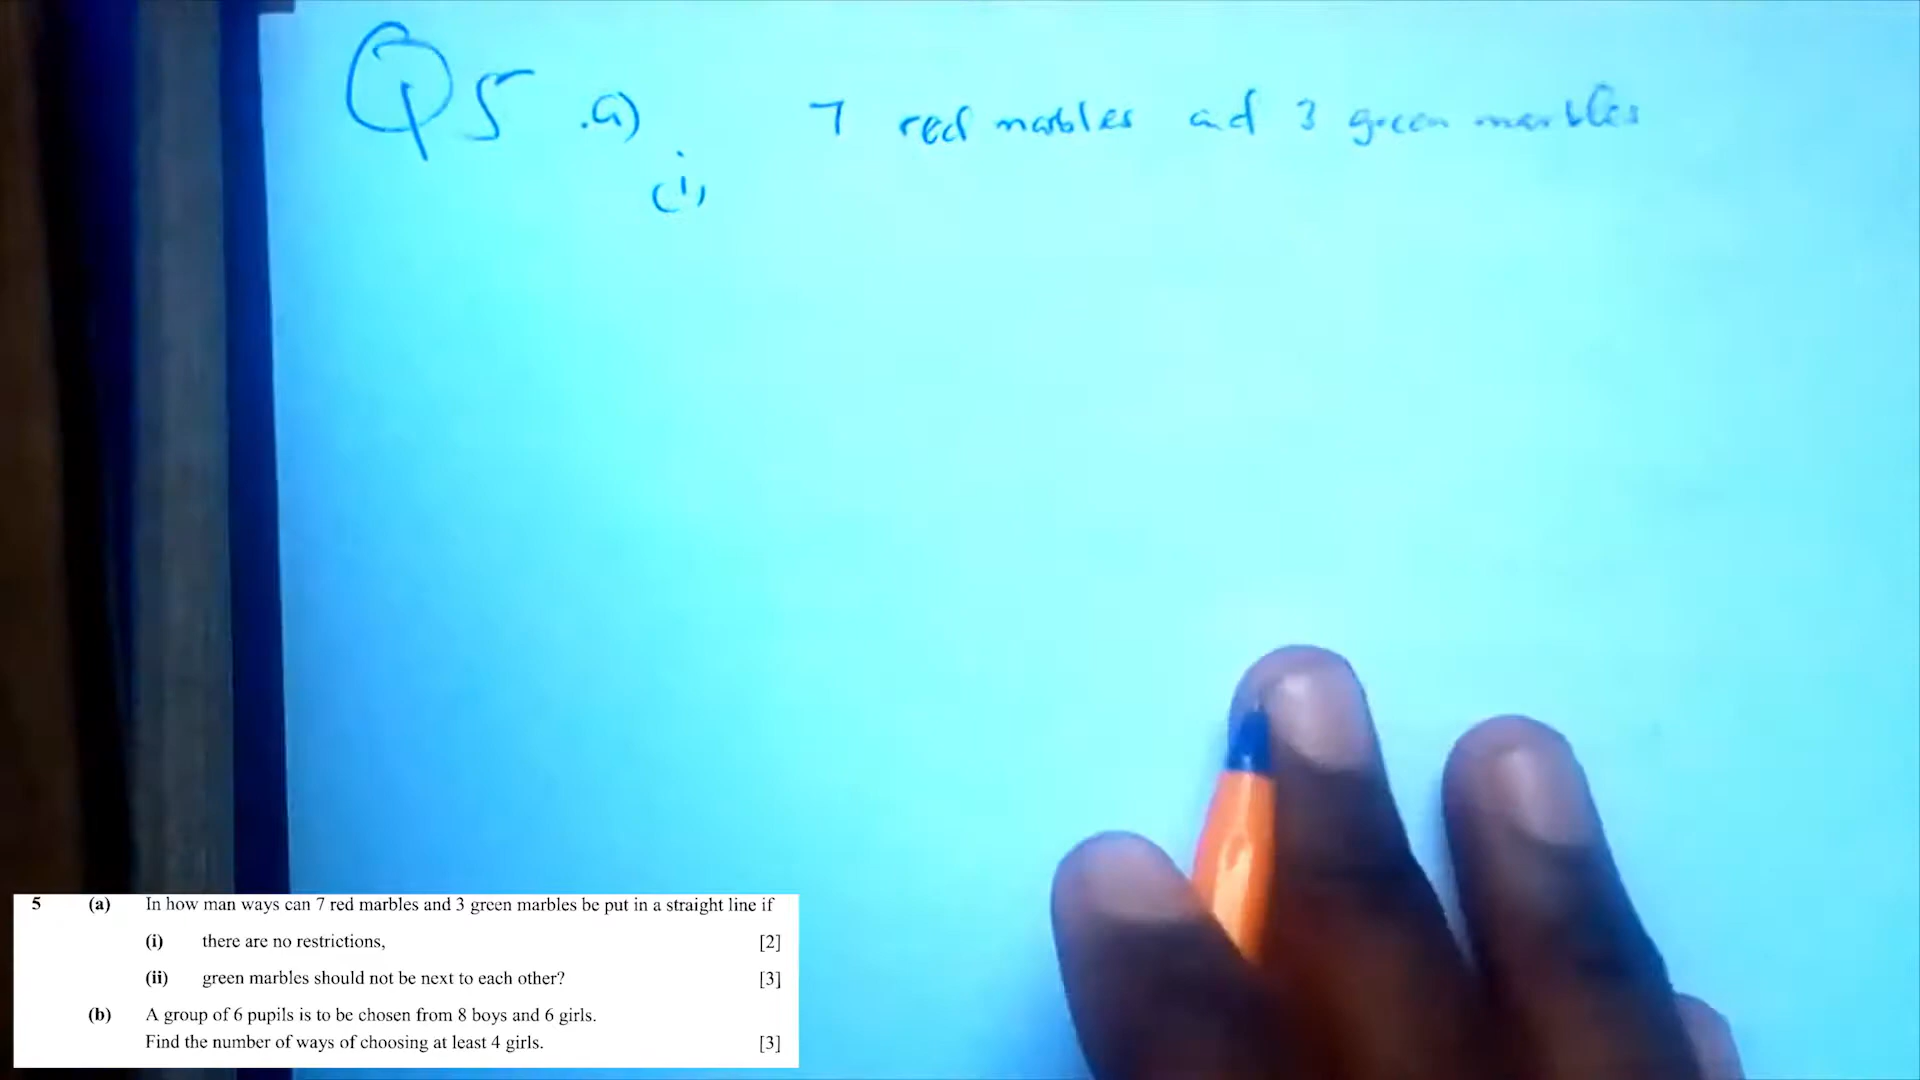 Q5 .a) 7 red marbles and 3 green marbles
(i)
5 (a) In how man ways can 7 red marbles and 3 green marbles be put in a straight line if
(i) there are no restrictions, [2]
(ii) green marbles should not be next to each other? [3]
(b) A group of 6 pupils is to be chosen from 8 boys and 6 girls.
Find the number of ways of choosing at least 4 girls. [3]